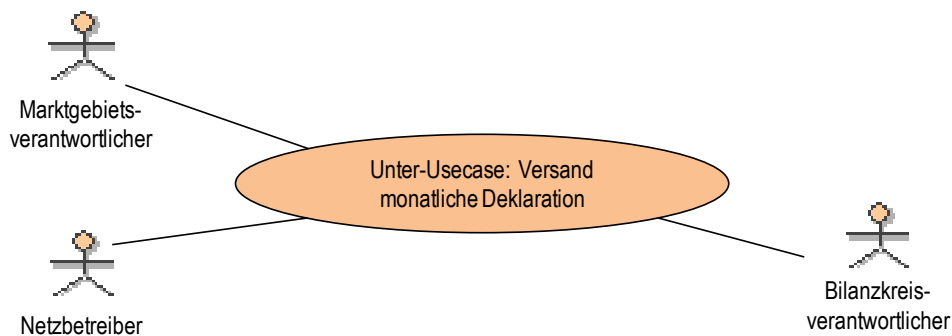 Marktgebiets-
verantwortlicher
Unter-Usecase: Versand
monatliche Deklaration
Netzbetreiber
Bilanzkreis-
verantwortlicher